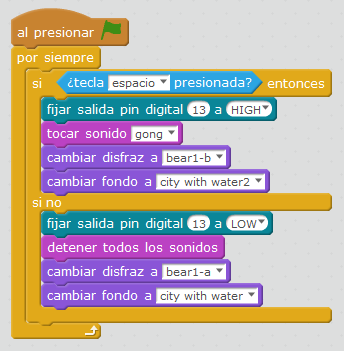 al presionar
por siempre
si ¿tecla espacio presionada? entonces
fijar salida pin digital 13 a HIGH
tocar sonido gong
cambiar disfraz a bear1-b
cambiar fondo a city with water2
si no
fijar salida pin digital 13 a LOW
detener todos los sonidos
cambiar disfraz a bear1-a
cambiar fondo a city with water